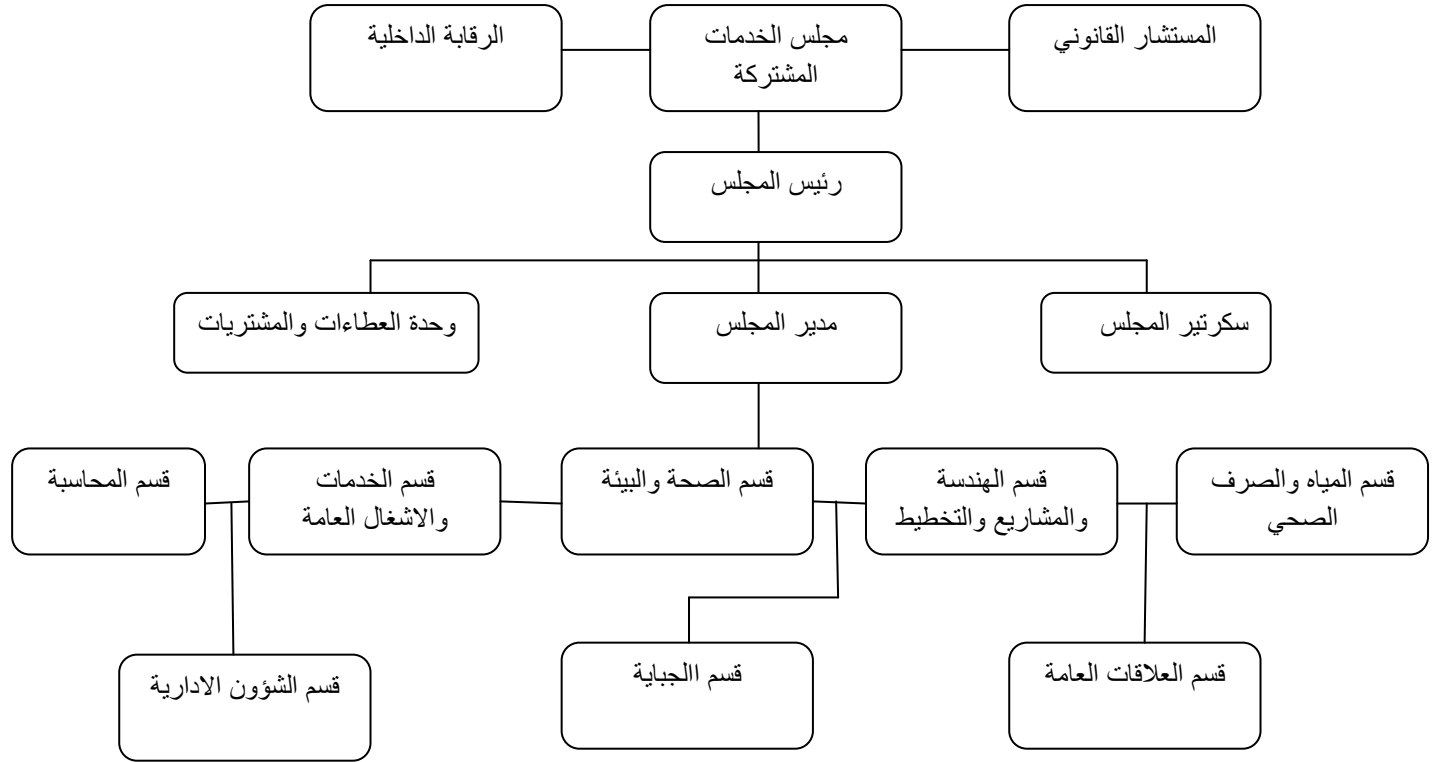 المستشار القانوني
مجلس الخدمات
المشتركة
الرقابة الداخلية
رئيس المجلس
سكرتير المجلس
مدير المجلس
وحدة العطاءات والمشتريات
قسم المياه والصرف
الصحي
قسم الهندسة
والمشاريع والتخطيط
قسم الصحة والبيئة
قسم الخدمات
والاشغال العامة
قسم المحاسبة
قسم العلاقات العامة
قسم االجباية
قسم الشؤون الادارية